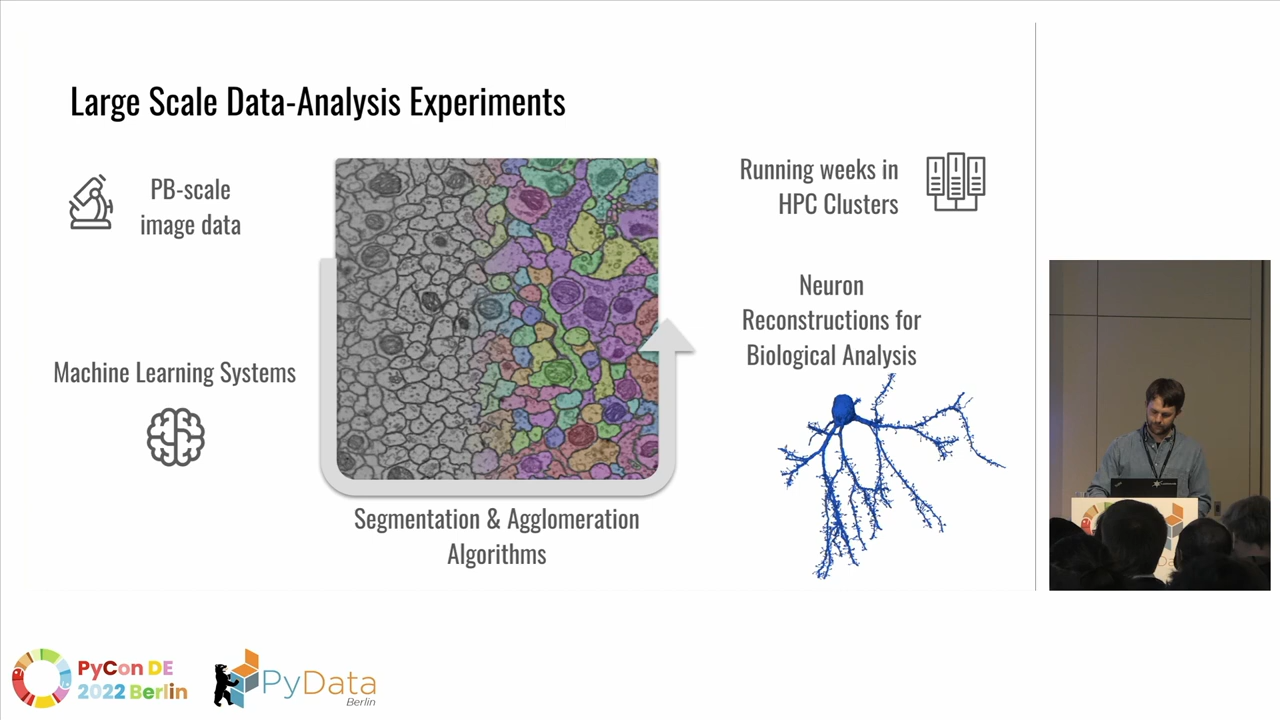 Large Scale Data-Analysis Experiments
PB-scale
image data
Machine Learning Systems
Segmentation & Agglomeration
Algorithms
Running weeks in
HPC Clusters
Neuron
Reconstructions for
Biological Analysis
PyCon DE
2022 Berlin
PyData
Berlin